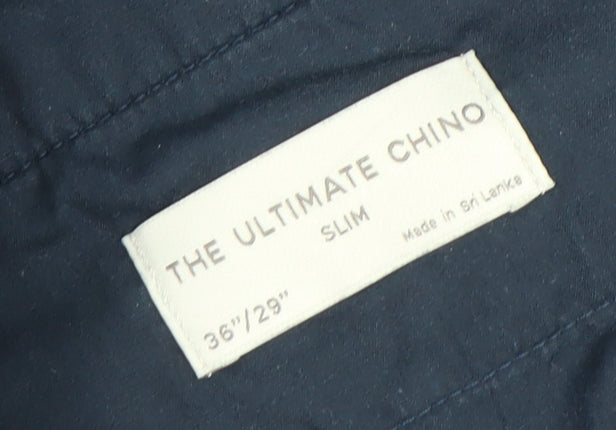 THE ULTIMATE CHINO
SLIM
Made in Sri Lanka
36"/29"